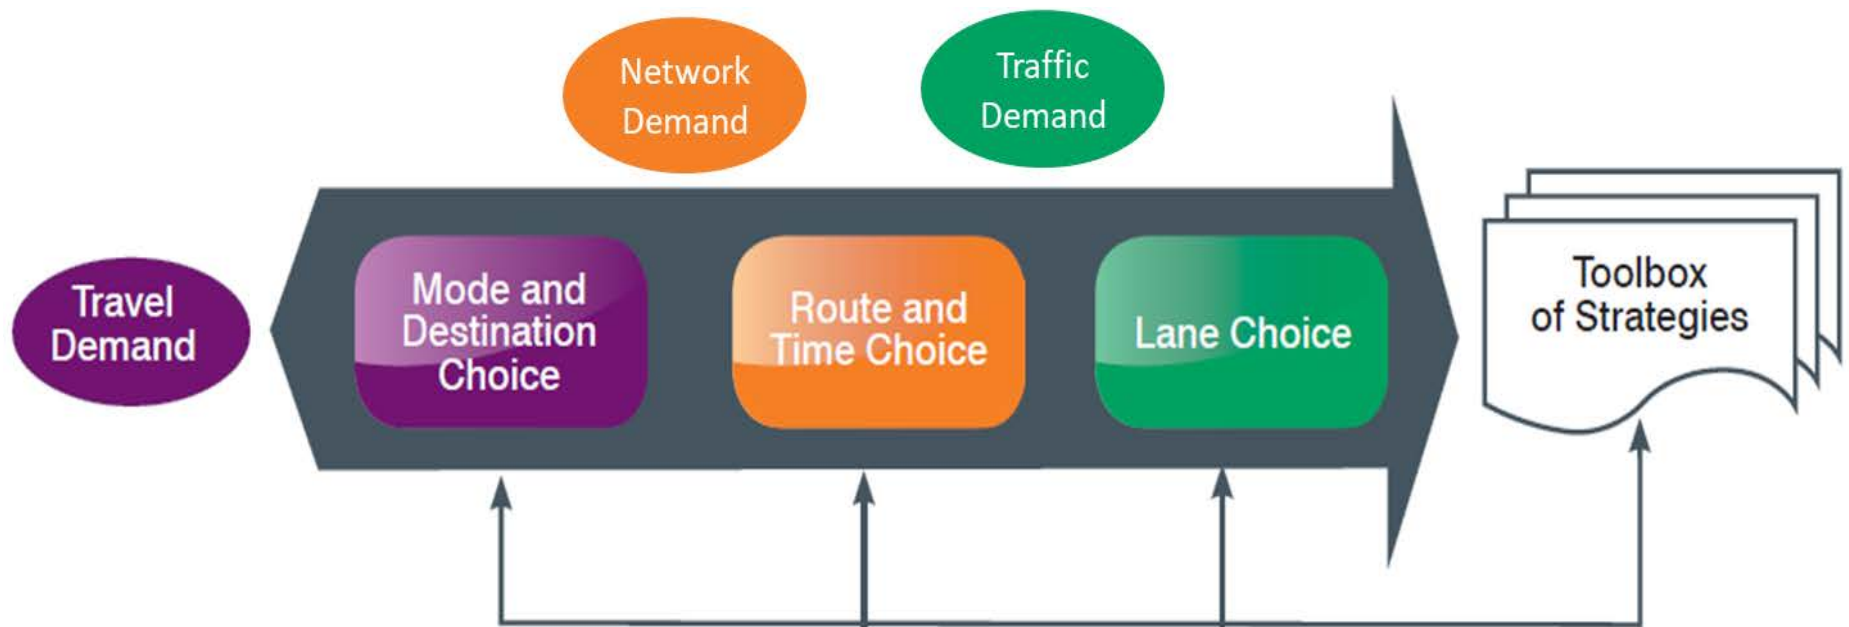 Network
Demand
Traffic
Demand
Travel
Demand
Mode and
Destination
Choice
Route and
Time Choice
Lane Choice
Toolbox
of Strategies